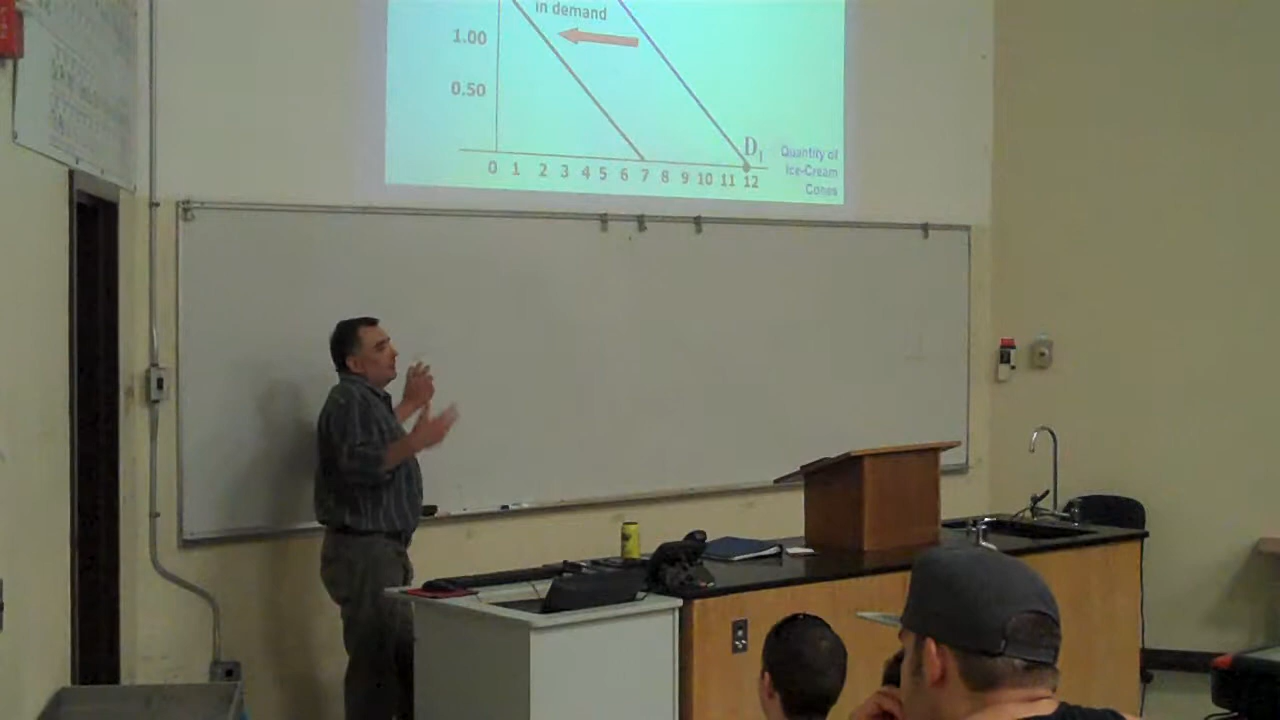 in demand
1.00
0.50
D1
Quantity of
Ice-Cream
Cones
0 1 2 3 4 5 6 7 8 9 10 11 12